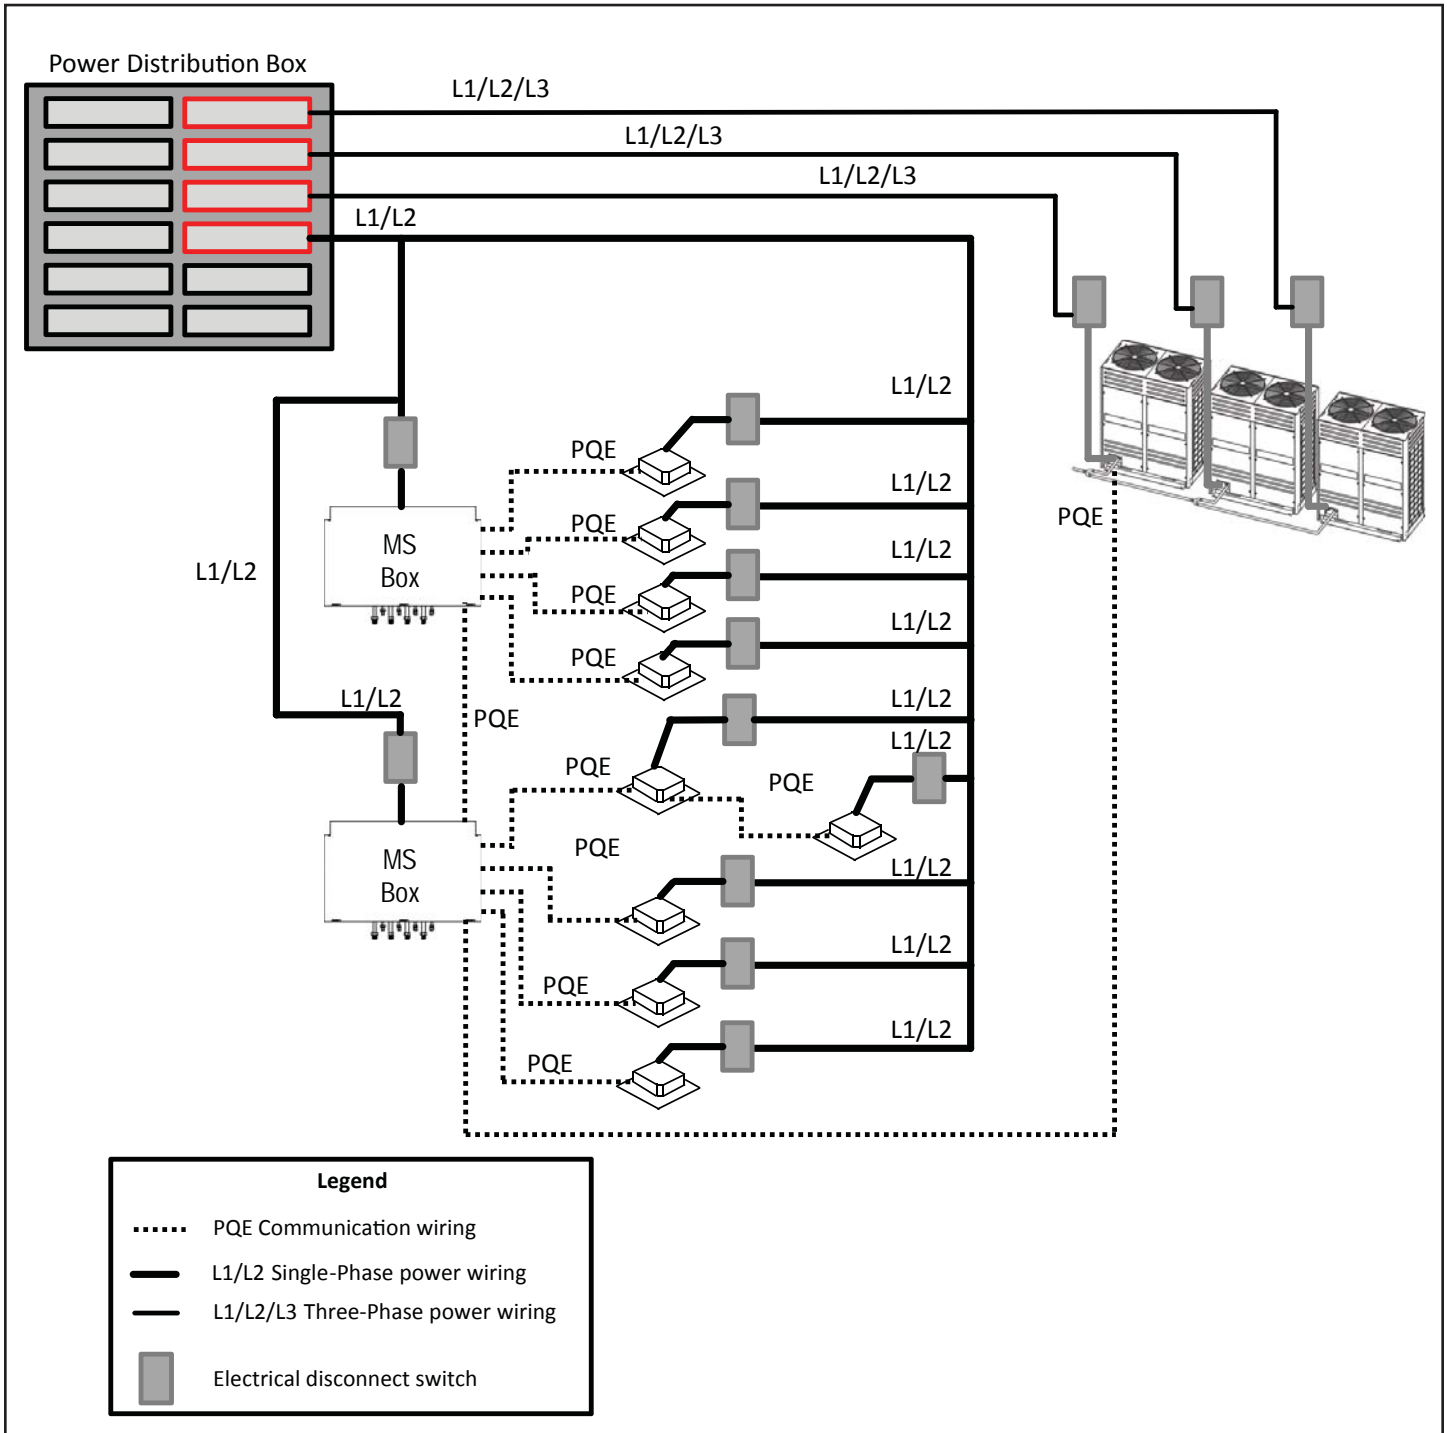 Power Distribution Box
L1/L2/L3
L1/L2/L3
L1/L2/L3
L1/L2
L1/L2
PQE
L1/L2
PQE
PQE
MS
Box
L1/L2
L1/L2
PQE
L1/L2
PQE
L1/L2
L1/L2
PQE
L1/L2
PQE
PQE
MS
Box
PQE
L1/L2
L1/L2
PQE
L1/L2
PQE
Legend
PQE Communication wiring
L1/L2 Single-Phase power wiring
L1/L2/L3 Three-Phase power wiring
Electrical disconnect switch